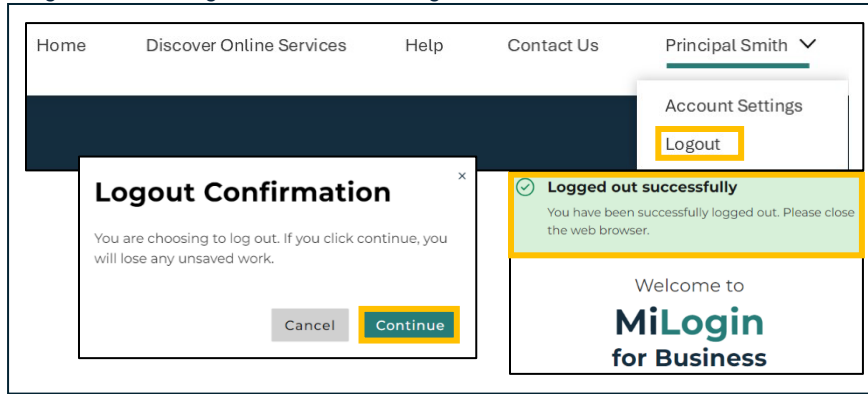 Home Discover Online Services Help Contact Us Principal Smith
Account Settings
Logout
Logout Confirmation
×
You are choosing to log out. If you click continue, you
will lose any unsaved work.
Cancel Continue
Logged out successfully
You have been successfully logged out. Please close
the web browser.
Welcome to
MiLogin
for Business